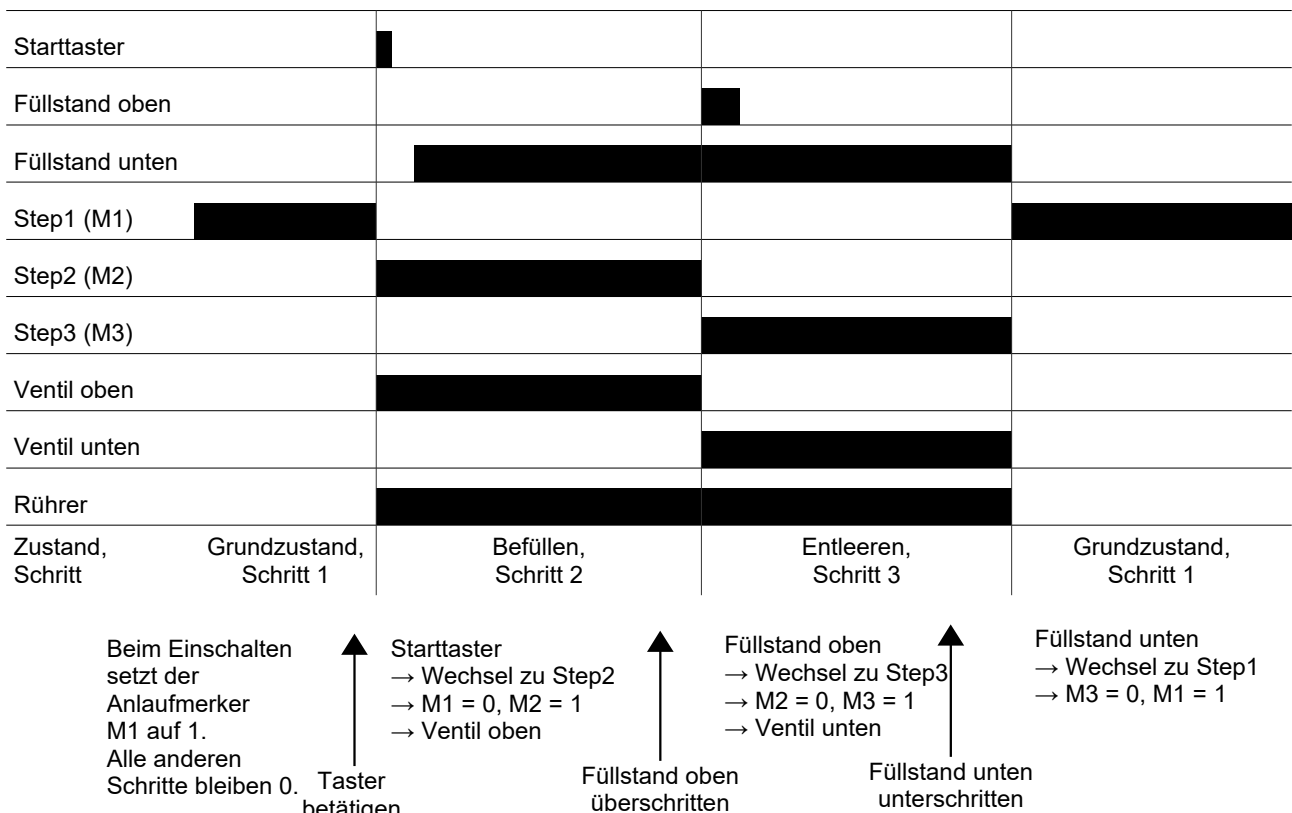 Starttaster
Füllstand oben
Füllstand unten
Step1 (M1)
Step2 (M2)
Step3 (M3)
Ventil oben
Ventil unten
Rührer
Zustand,
Schritt
Grundzustand,
Schritt 1
Befüllen,
Schritt 2
Entleeren,
Schritt 3
Grundzustand,
Schritt 1
Beim Einschalten
setzt der
Anlaufmerker
M1 auf 1.
Alle anderen
Schritte bleiben 0.
Taster
betätigen
Starttaster
→ Wechsel zu Step2
→ M1 = 0, M2 = 1
→ Ventil oben
Füllstand oben
überschritten
Füllstand oben
→ Wechsel zu Step3
→ M2 = 0, M3 = 1
→ Ventil unten
Füllstand unten
unterschritten
Füllstand unten
→ Wechsel zu Step1
→ M3 = 0, M1 = 1